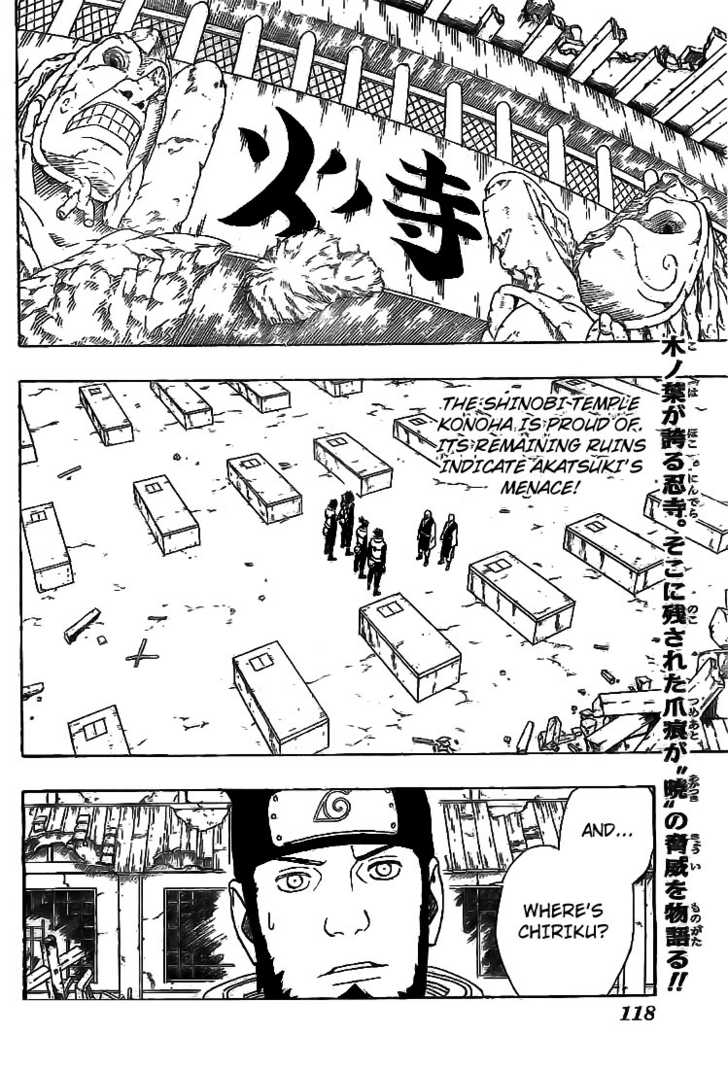 火ノ寺
THE SHINOBI TEMPLE
KONOHA IS PROUD OF.
ITS REMAINING RUINS
INDICATE AKATSUKI'S
MENACE!
木ノ葉が誇る忍寺。そこに残された爪痕が〝暁〟の脅威を物語る!!
AND...
WHERE'S
CHIRIKU?
118